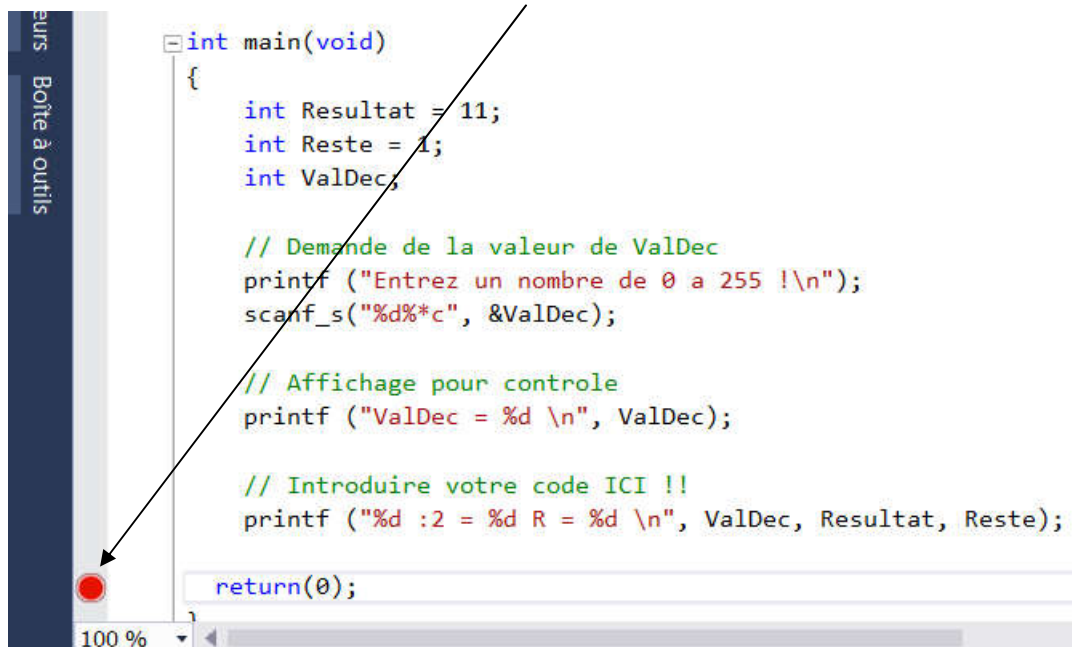 eurs
Boîte à outils
int main(void)
{
int Resultat = 11;
int Reste = 1;
int ValDec;
// Demande de la valeur de ValDec
printf ("Entrez un nombre de 0 a 255 !\n");
scanf_s("%d%*c", &ValDec);
// Affichage pour controle
printf ("ValDec = %d \n", ValDec);
// Introduire votre code ICI !!
printf ("%d :2 = %d R = %d \n", ValDec, Resultat, Reste);
return(0);
}
100 %